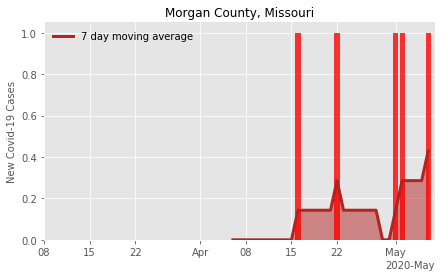 Morgan County, Missouri
7 day moving average
New Covid-19 Cases
1.0
0.8
0.6
0.4
0.2
0.0
08 15 22 Apr 08 15 22 May
2020-May